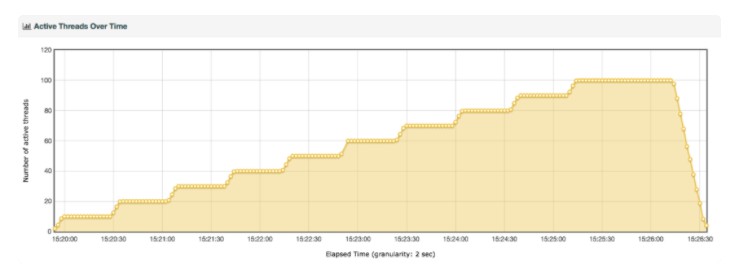 Active Threads Over Time
120
100
80
60
40
20
0
Number of active threads
15:20:00 15:20:30 15:21:00 15:21:30 15:22:00 15:22:30 15:23:00 15:23:30 15:24:00 15:24:30 15:25:00 15:25:30 15:26:00 15:26:30
Elapsed Time (granularity: 2 sec)